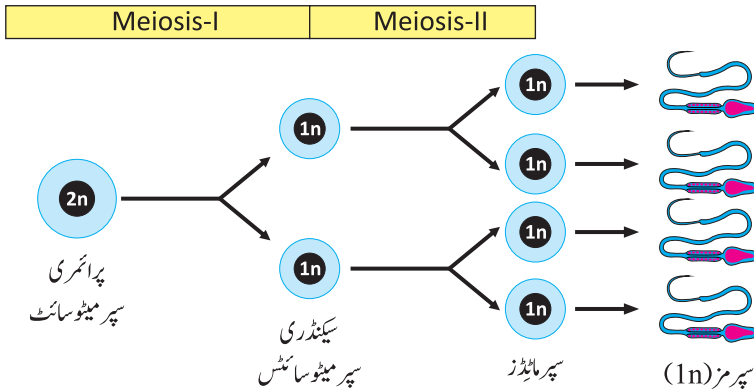 Meiosis-I Meiosis-II
2n
1n
1n
1n
1n
1n
1n
پرائمری
سپرمیٹوسائٹ
سیکنڈری
سپرمیٹوسائٹس
سپرماٹِڈز
سپرمز (1n)